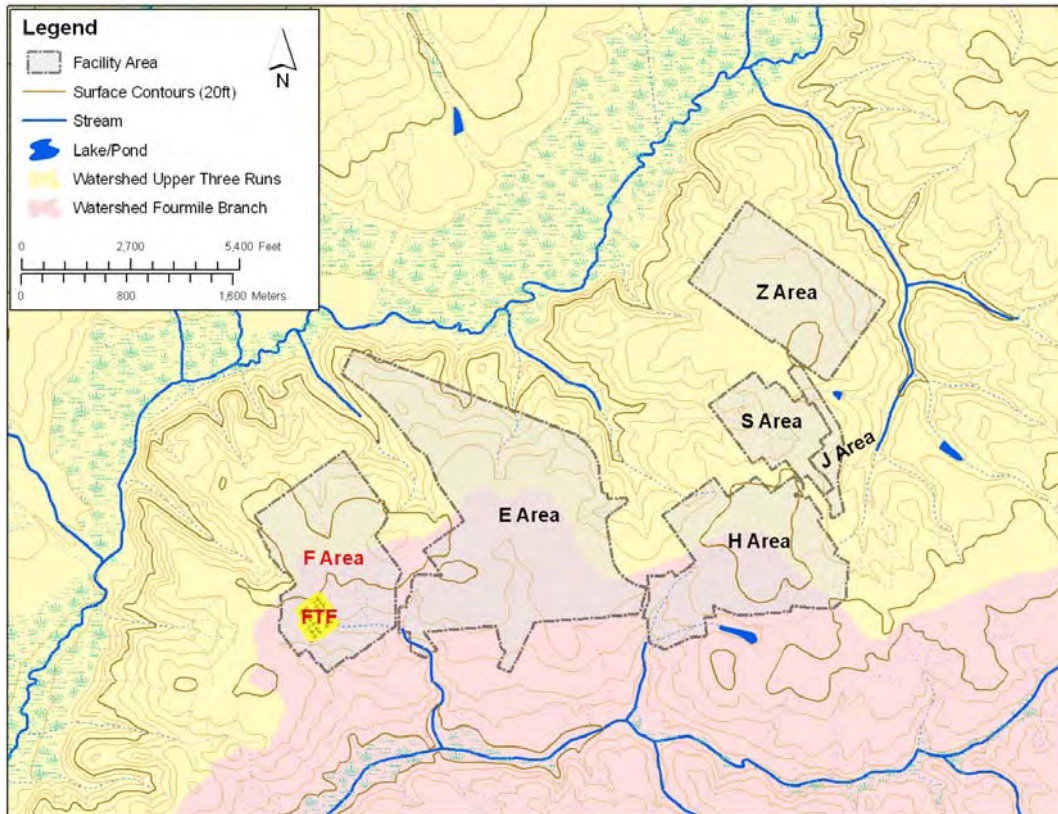 Legend
Facility Area
N
Surface Contours (20ft)
Stream
Lake/Pond
Watershed Upper Three Runs
Watershed Fourmile Branch
0 2,700 5,400 Feet
0 800 1,600 Meters
Z Area
S Area
J Area
E Area
H Area
F Area
FTF